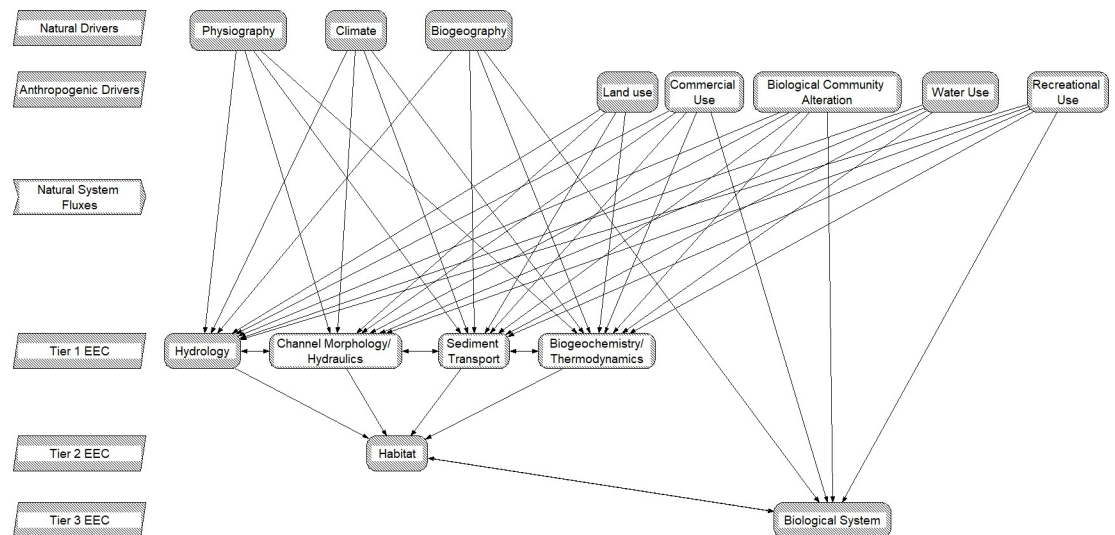 Natural Drivers
Physiography
Climate
Biogeography
Anthropogenic Drivers
Land use
Commercial
Use
Biological Community
Alteration
Water Use
Recreational
Use
Natural System
Fluxes
Tier 1 EEC
Hydrology
Channel Morphology/
Hydraulics
Sediment
Transport
Biogeochemistry/
Thermodynamics
Tier 2 EEC
Habitat
Tier 3 EEC
Biological System